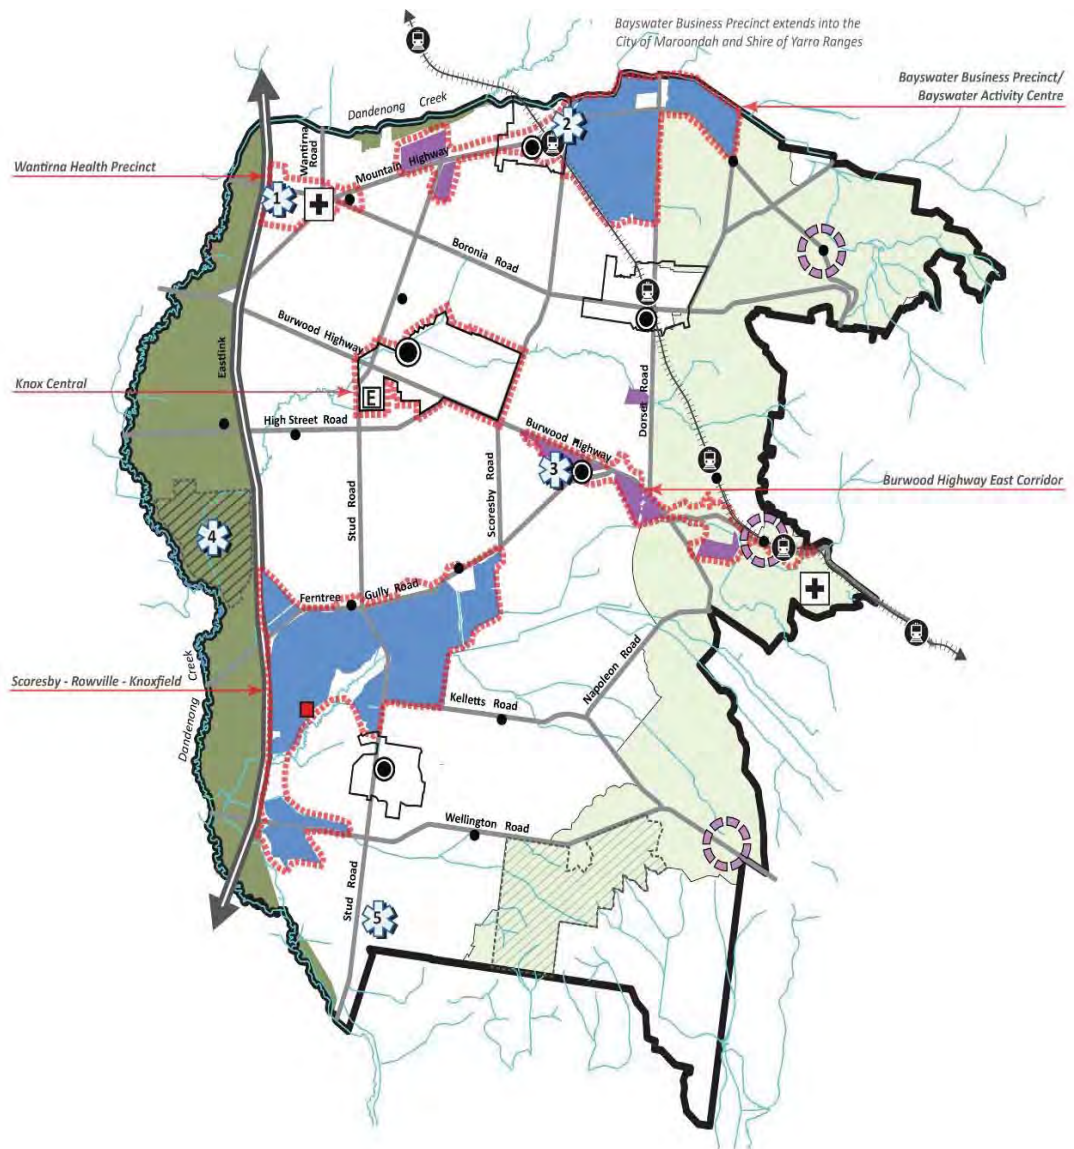 Bayswater Business Precinct extends into the
City of Maroondah and Shire of Yarra Ranges
Bayswater Business Precinct/
Bayswater Activity Centre
Dandenong Creek
Wantirna
Road
Mountain Highway
2
Wantirna Health Precinct
1
Boronia Road
Burwood Highway
Eastlink
Knox Central
E
High Street Road
Dorset Road
Burwood Highway
3
Burwood Highway East Corridor
Stud Road
Scoresby Road
4
Ferntree Gully Road
Napoleon Road
Dandenong Creek
Scoresby - Rowville - Knoxfield
Kelletts Road
Wellington Road
Stud Road
5